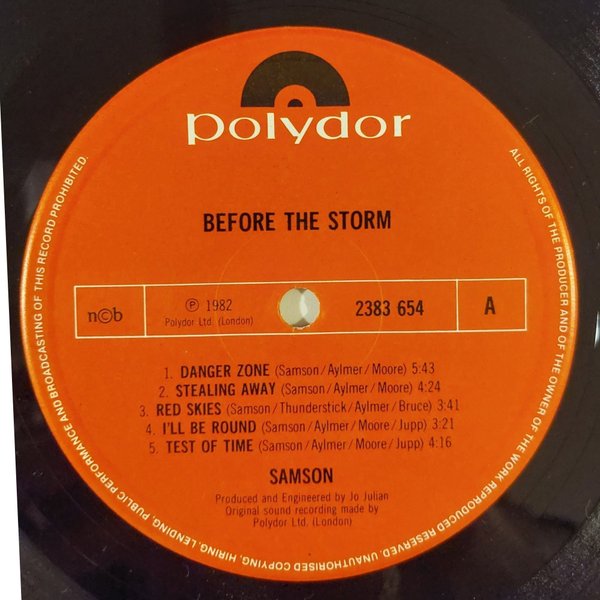 polydor
BEFORE THE STORM
n©b
℗ 1982
Polydor Ltd. (London)
2383 654
A
1. DANGER ZONE (Samson/Aylmer/Moore) 5:43
2. STEALING AWAY (Samson/Aylmer/Moore) 4:24
3. RED SKIES (Samson/Thunderstick/Aylmer/Bruce) 3:41
4. I'LL BE ROUND (Samson/Aylmer/Moore/Jupp) 3:21
5. TEST OF TIME (Samson/Aylmer/Moore/Jupp) 4:16
SAMSON
Produced and Engineered by Jo Julian
Original sound recording made by
Polydor Ltd. (London)
ALL RIGHTS OF THE PRODUCER AND OF THE OWNER OF THE WORK REPRODUCED RESERVED. UNAUTHORISED COPYING, HIRING, LENDING, PUBLIC PERFORMANCE AND BROADCASTING OF THIS RECORD PROHIBITED.